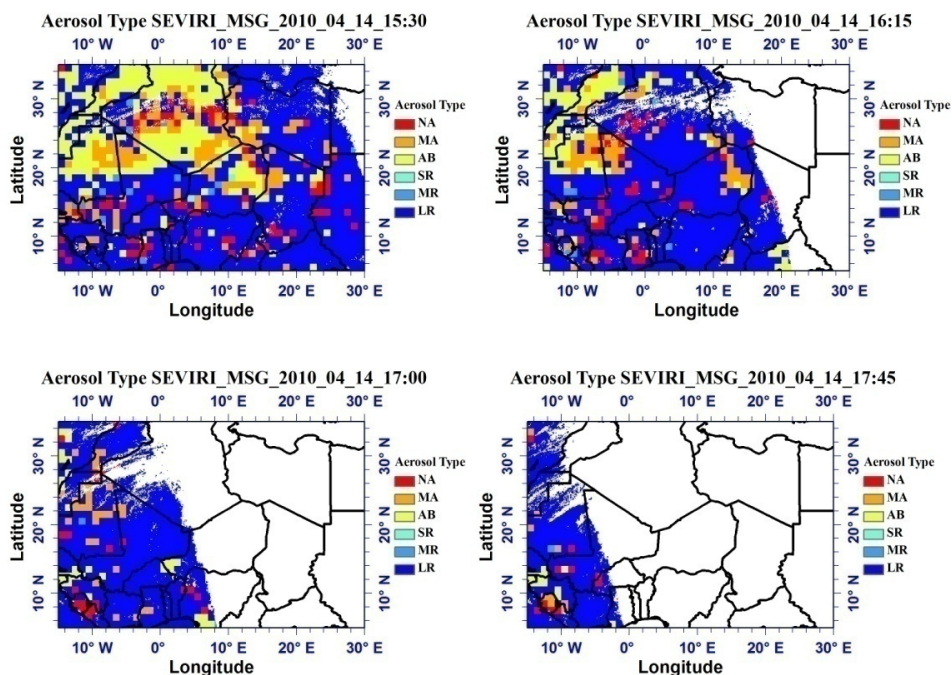 Aerosol Type SEVIRI_MSG_2010_04_14_15:30
10° W 0° 10° E 20° E 30° E
30° N
20° N
10° N
Latitude
30° N
20° N
10° N
Aerosol Type
NA
MA
AB
SR
MR
LR
10° W 0° 10° E 20° E 30° E
Longitude
Aerosol Type SEVIRI_MSG_2010_04_14_16:15
10° W 0° 10° E 20° E 30° E
30° N
20° N
10° N
Latitude
30° N
20° N
10° N
Aerosol Type
NA
MA
AB
SR
MR
LR
10° W 0° 10° E 20° E 30° E
Longitude
Aerosol Type SEVIRI_MSG_2010_04_14_17:00
10° W 0° 10° E 20° E 30° E
30° N
20° N
10° N
Latitude
30° N
20° N
10° N
Aerosol Type
NA
MA
AB
SR
MR
LR
10° W 0° 10° E 20° E 30° E
Longitude
Aerosol Type SEVIRI_MSG_2010_04_14_17:45
10° W 0° 10° E 20° E 30° E
30° N
20° N
10° N
Latitude
30° N
20° N
10° N
Aerosol Type
NA
MA
AB
SR
MR
LR
10° W 0° 10° E 20° E 30° E
Longitude